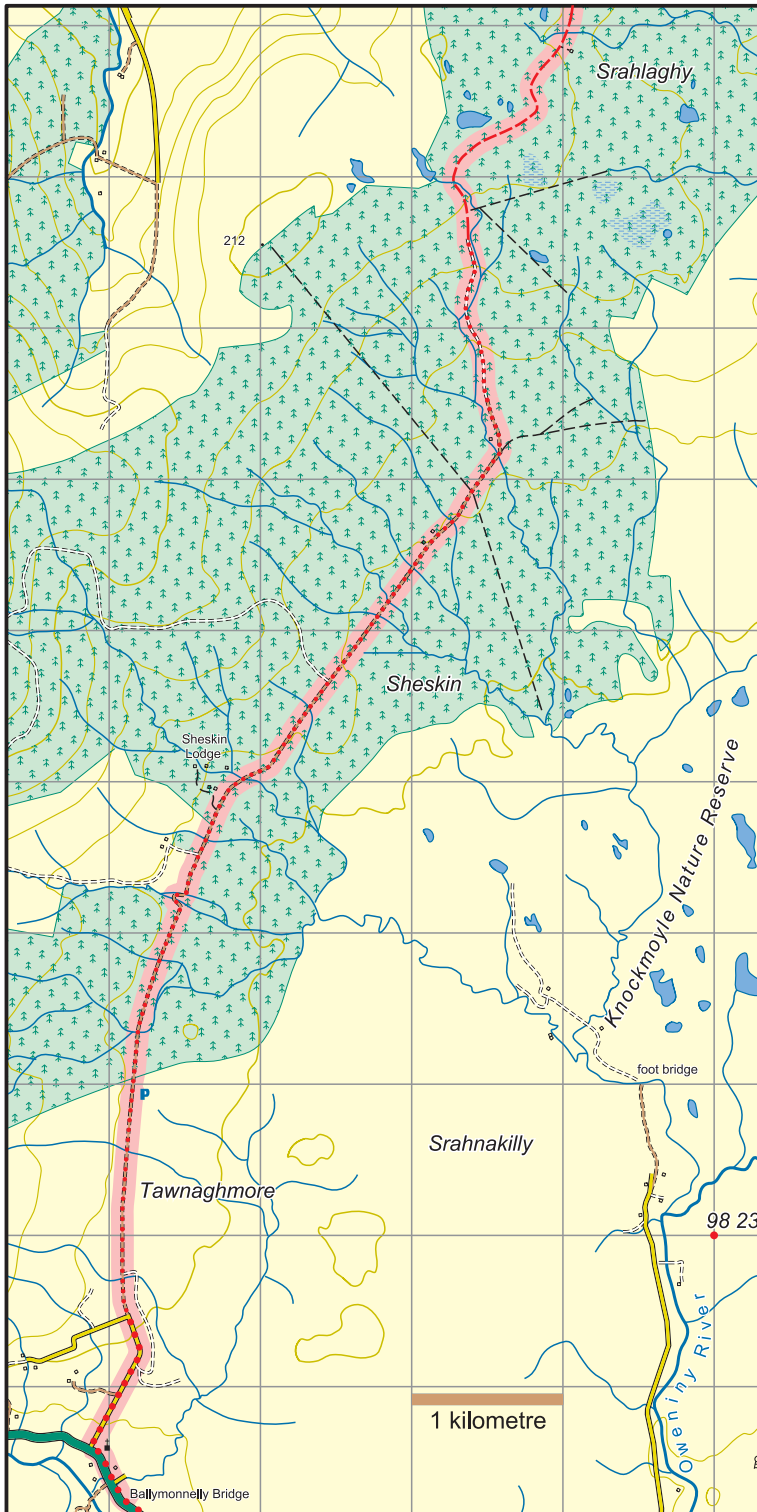 Srahlaghy
212
Sheskin
Sheskin
Lodge
Knockmoyle Nature Reserve
foot bridge
P
Srahnakilly
Tawnaghmore
98 23
Oweniny River
1 kilometre
Ballymonnelly Bridge